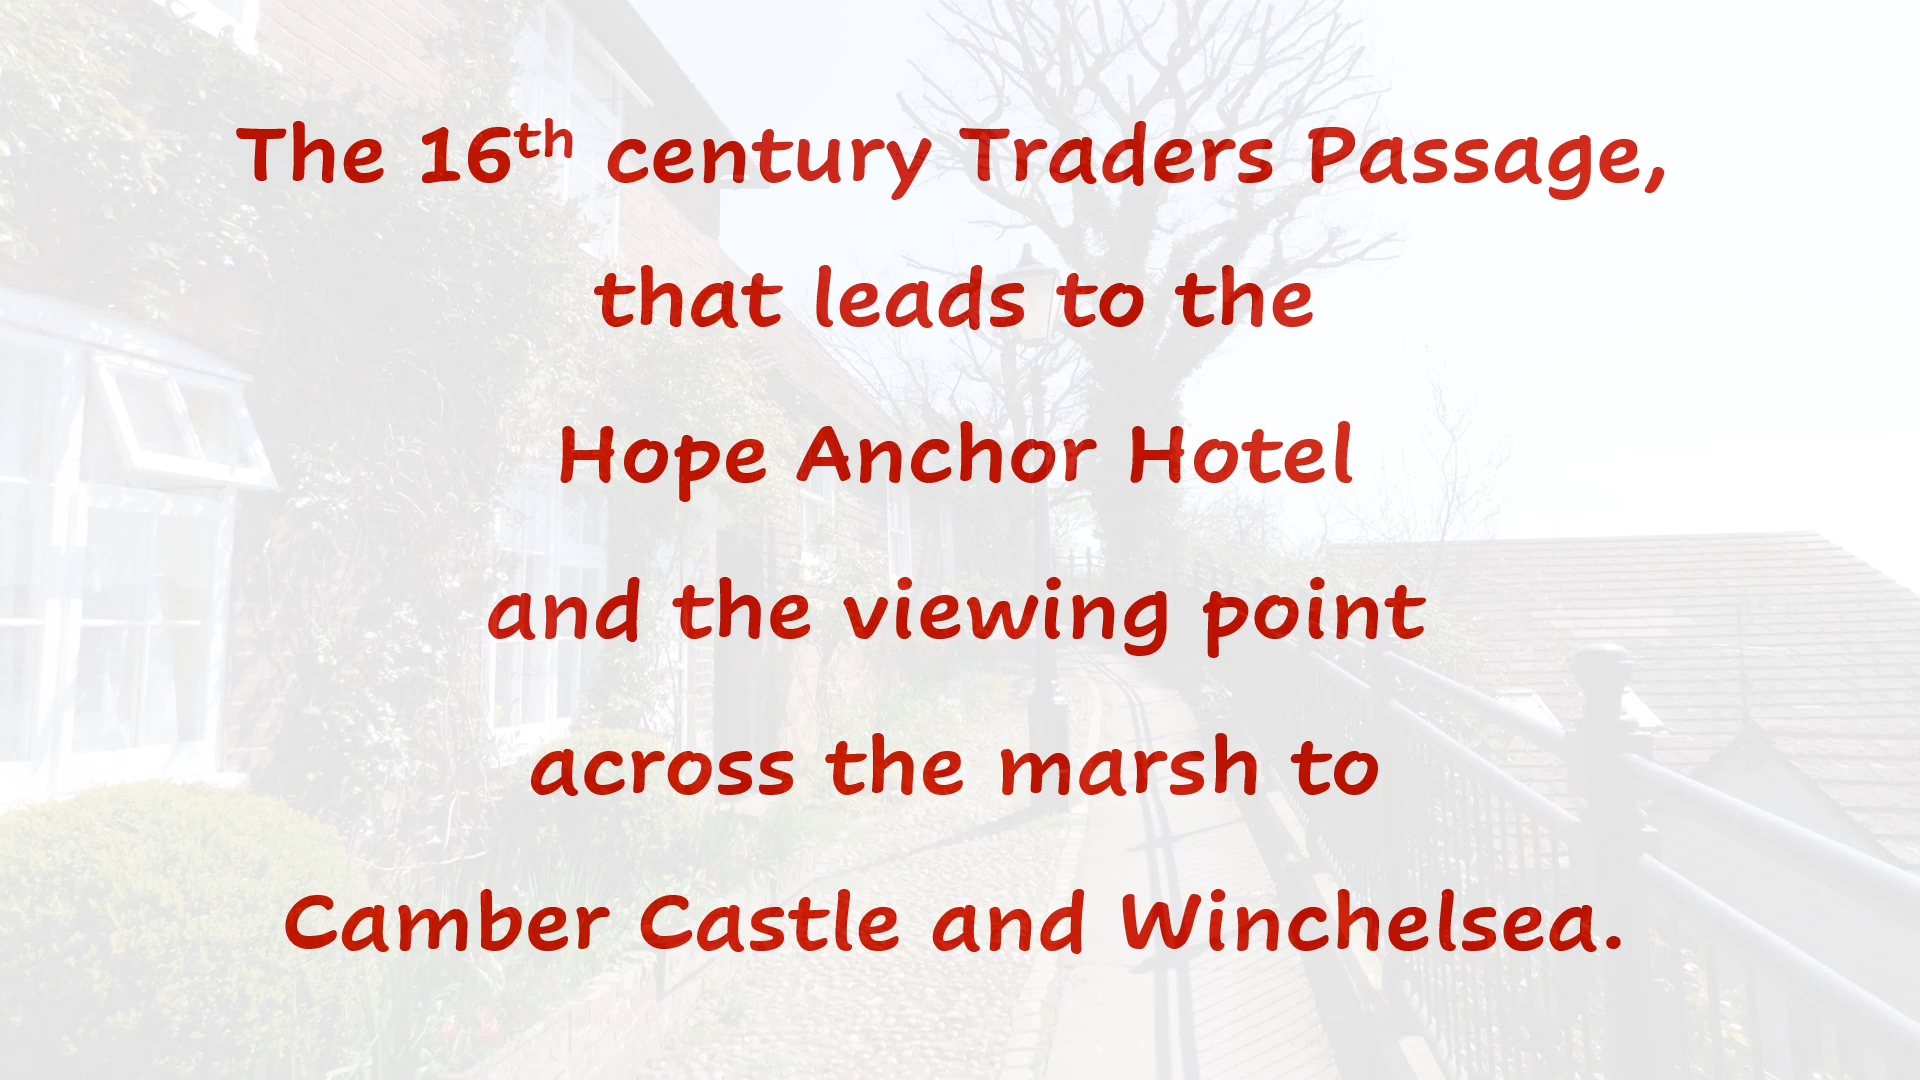 The 16th century Traders Passage,
that leads to the
Hope Anchor Hotel
and the viewing point
across the marsh to
Camber Castle and Winchelsea.